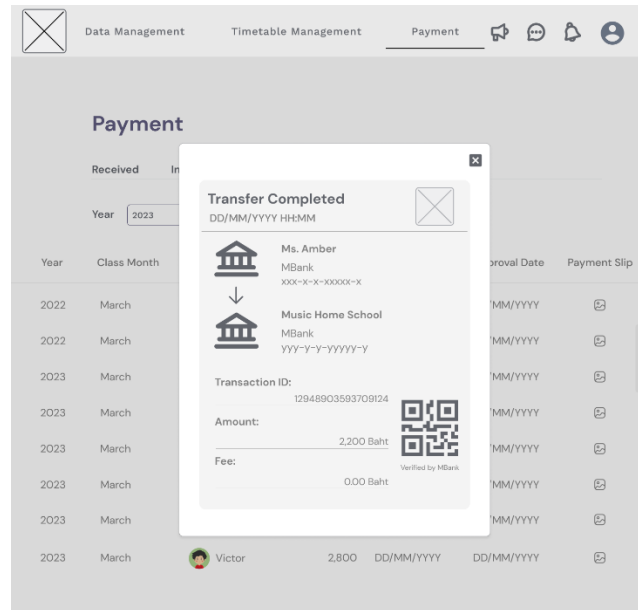 Data Management Timetable Management Payment
Payment
Received In
Year 2023
Transfer Completed
DD/MM/YYYY HH:MM
Ms. Amber
MBank
xxx-x-x-xxxxx-x
Music Home School
MBank
yyy-y-y-yyyyy-y
Transaction ID:
12948903593709124
Amount:
2,200 Baht
Fee:
0.00 Baht
Verified by MBank
Year Class Month proval Date Payment Slip
2022 March /MM/YYYY
2022 March /MM/YYYY
2023 March /MM/YYYY
2023 March /MM/YYYY
2023 March /MM/YYYY
2023 March /MM/YYYY
2023 March /MM/YYYY
2023 March Victor 2,800 DD/MM/YYYY DD/MM/YYYY